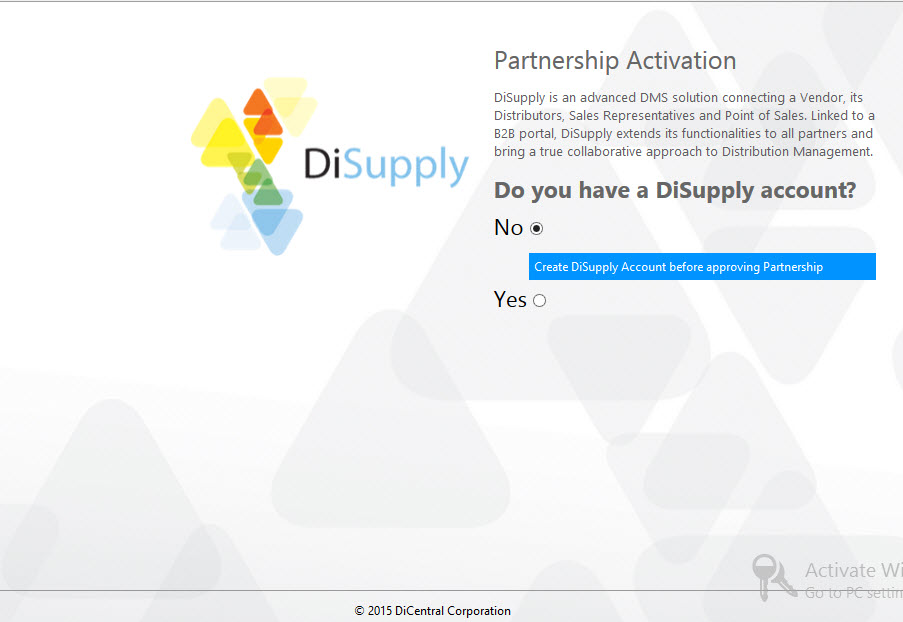 Partnership Activation
DiSupply is an advanced DMS solution connecting a Vendor, its
Distributors, Sales Representatives and Point of Sales. Linked to a
B2B portal, DiSupply extends its functionalities to all partners and
bring a true collaborative approach to Distribution Management.
DiSupply
Do you have a DiSupply account?
No
Create DiSupply Account before approving Partnership
Yes
Activate Wi
Go to PC settin
© 2015 DiCentral Corporation